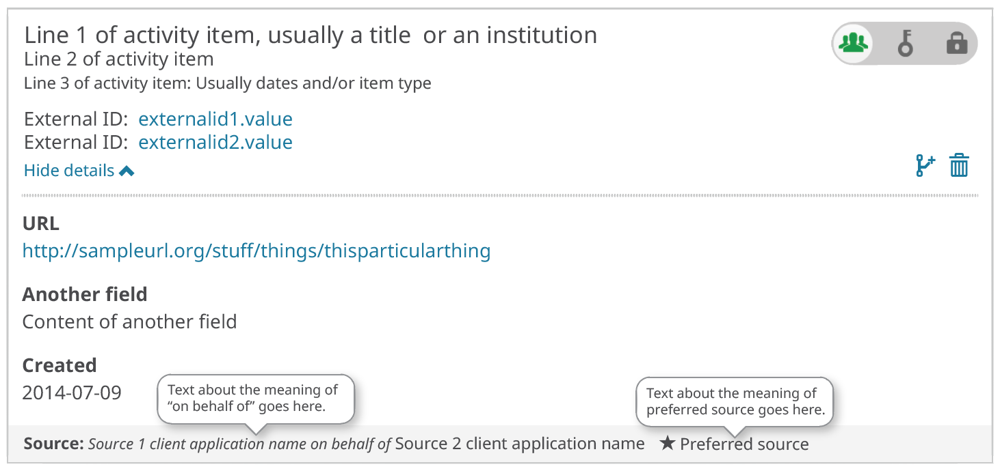 Line 1 of activity item, usually a title  or an institution
Line 2 of activity item
Line 3 of activity item: Usually dates and/or item type
External ID:  externalid1.value
External ID:  externalid2.value
Hide details
URL
http://sampleurl.org/stuff/things/thisparticularthing
Another field
Content of another field
Created
2014-07-09
Text about the meaning of
“on behalf of” goes here.
Text about the meaning of
preferred source goes here.
Source: Source 1 client application name on behalf of Source 2 client application name ★ Preferred source